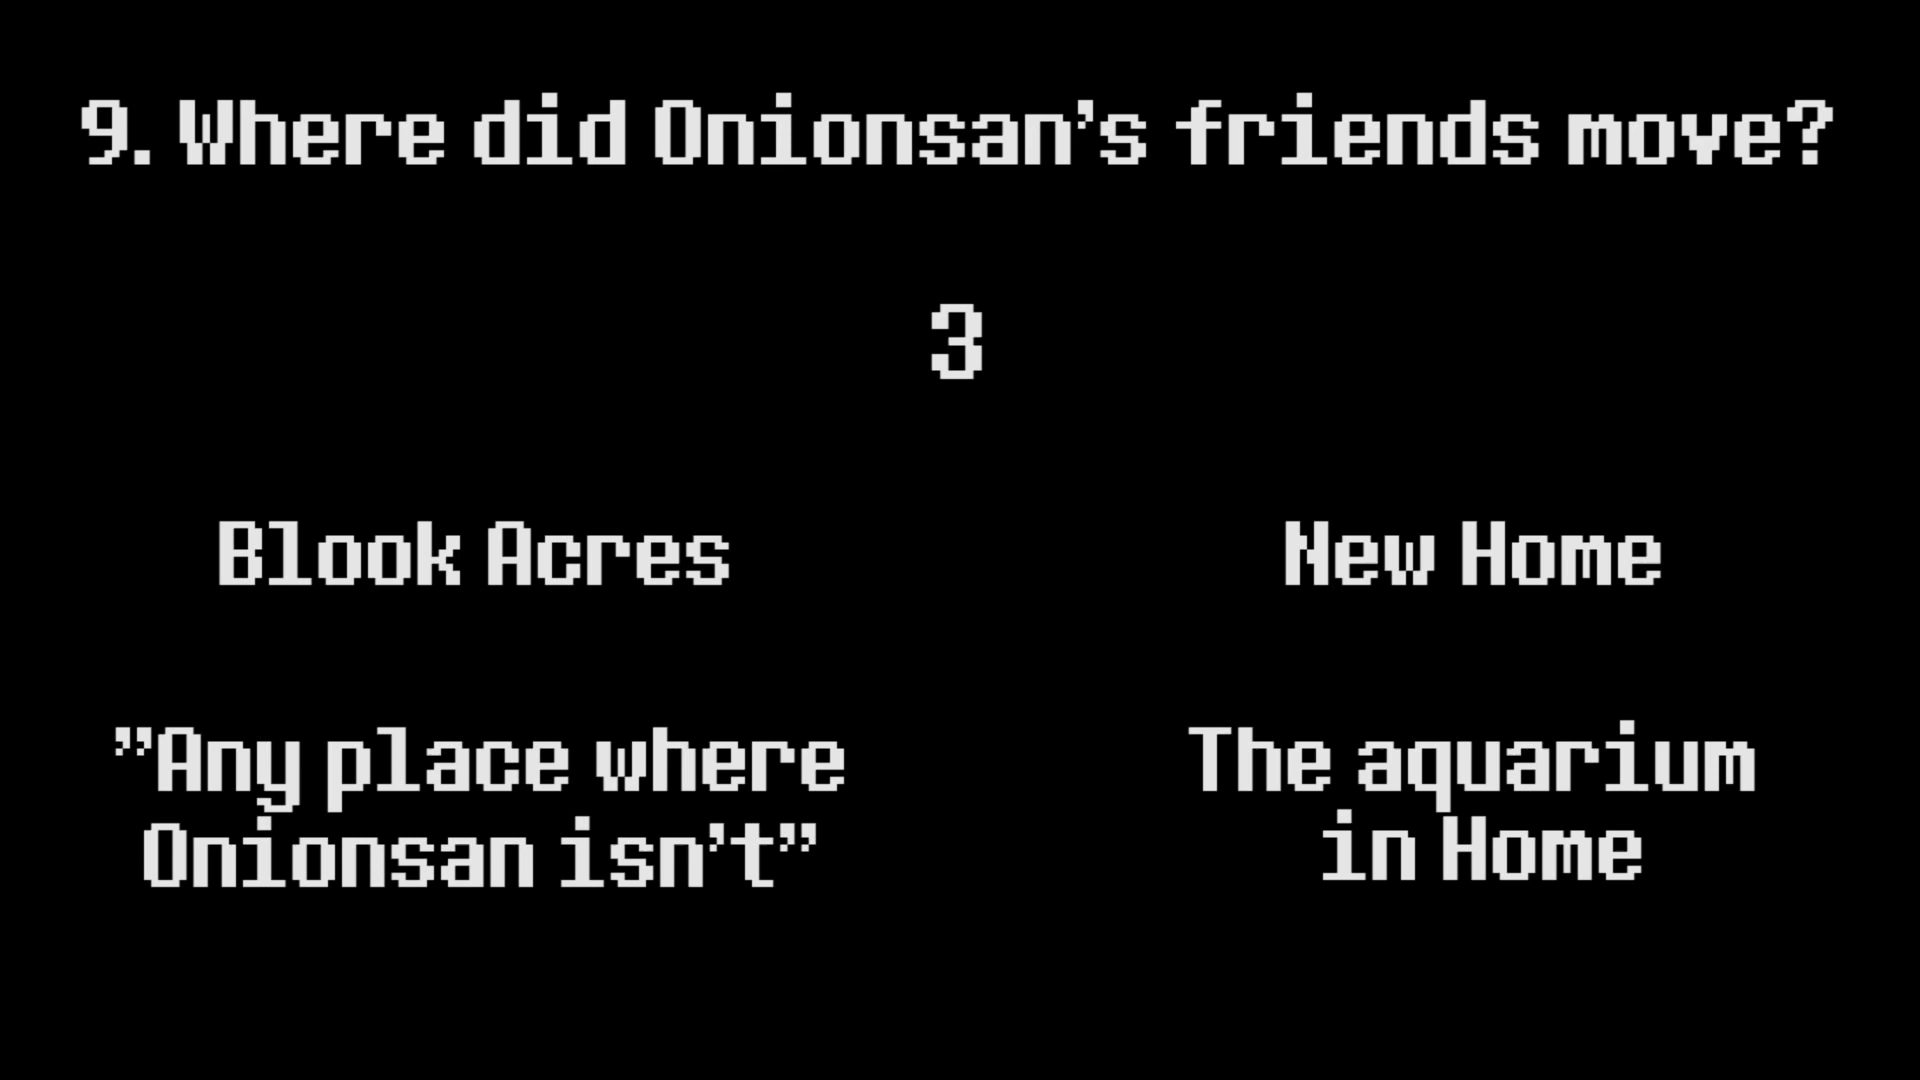 9. Where did Onionsan's friends move?
3
Blook Acres
New Home
"Any place where
Onionsan isn't"
The aquarium
in Home